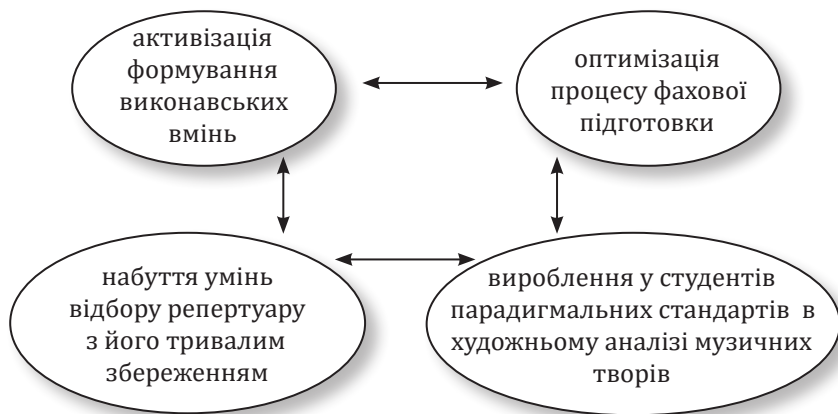 активізація
формування
виконавських
вмінь
оптимізація
процесу фахової
підготовки
набуття умінь
відбору репертуару
з його тривалим
збереженням
вироблення у студентів
парадигмальних стандартів в
художньому аналізі музичних
творів